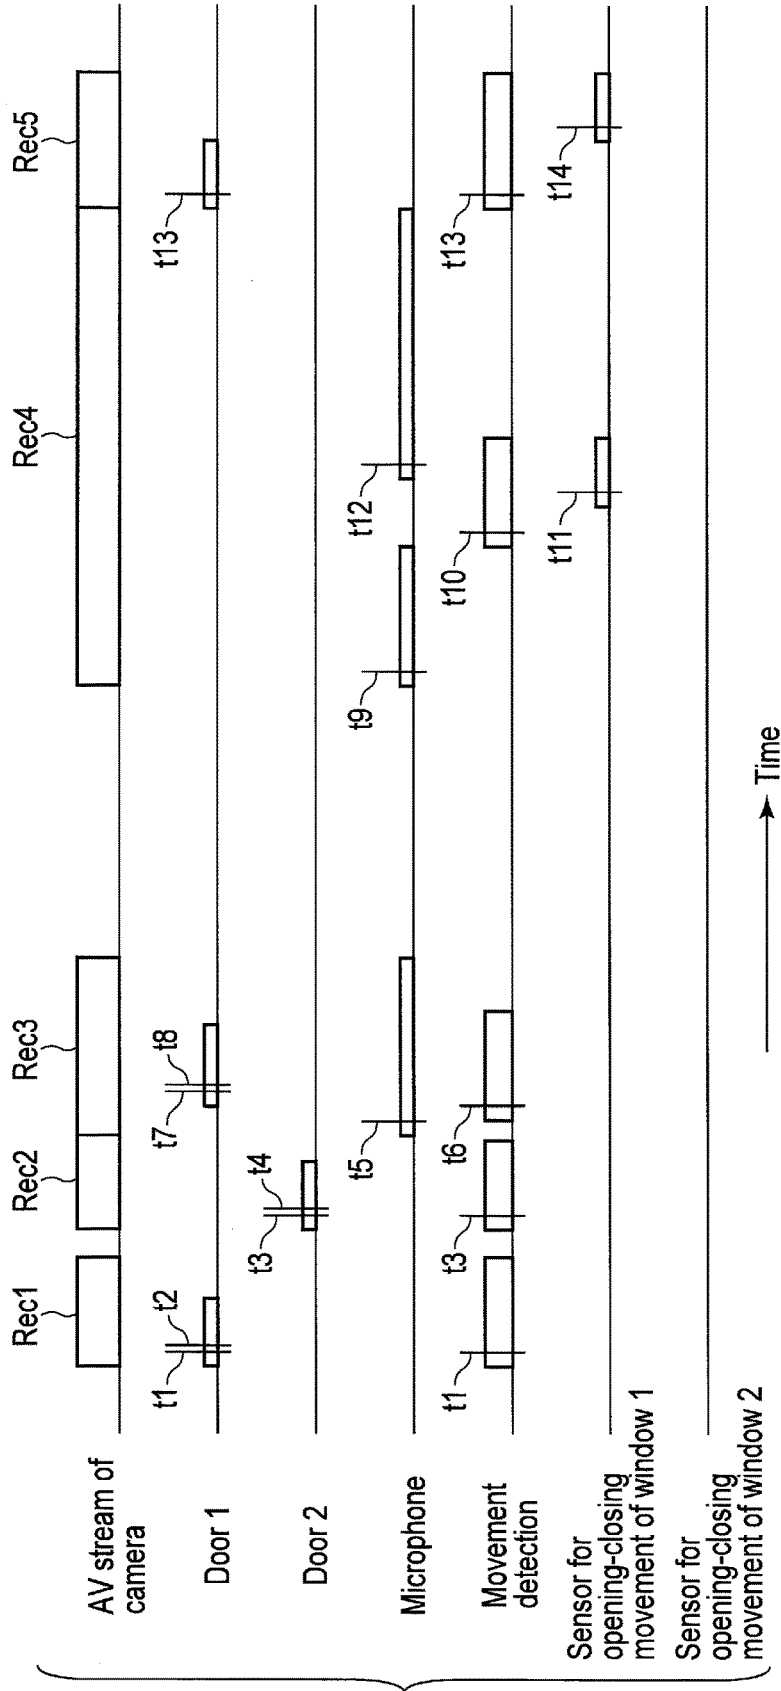 Rec1
Rec2
Rec3
Rec4
Rec5
AV stream of
camera
t1
t2
t7
t8
t13
Door 1
t3
t4
Door 2
t5
t9
t12
Microphone
t1
t3
t6
t10
t13
Movement
detection
t11
t14
Sensor for
opening-closing
movement of window 1
Sensor for
opening-closing
movement of window 2
Time